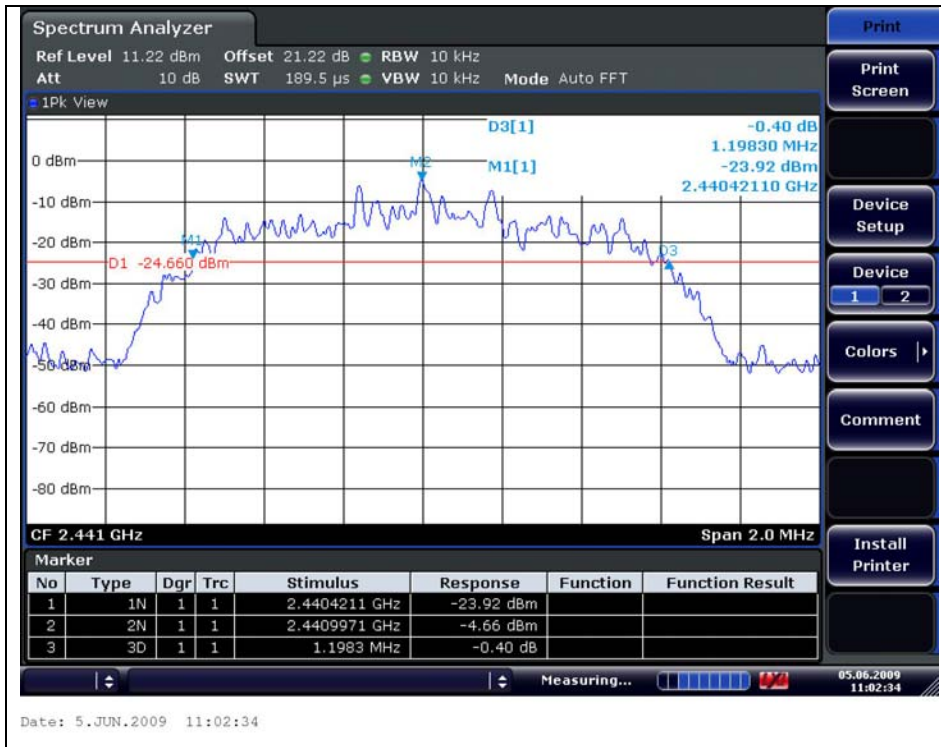 Spectrum Analyzer
Ref Level 11.22 dBm Offset 21.22 dB RBW 10 kHz
Att 10 dB SWT 189.5 µs VBW 10 kHz Mode Auto FFT
1Pk View
D3[1] -0.40 dB
1.19830 MHz
M1[1] -23.92 dBm
2.44042110 GHz
0 dBm
M2
-10 dBm
-20 dBm
M1
D3
D1 -24.660 dBm
-30 dBm
-40 dBm
-50 dBm
-60 dBm
-70 dBm
-80 dBm
CF 2.441 GHz Span 2.0 MHz
Marker
No Type Dgr Trc Stimulus Response Function Function Result
1 1N 1 1 2.4404211 GHz -23.92 dBm
2 2N 1 1 2.4409971 GHz -4.66 dBm
3 3D 1 1 1.1983 MHz -0.40 dB
Measuring...
05.06.2009
11:02:34
Print
Print
Screen
Device
Setup
Device
1 2
Colors
Comment
Install
Printer
Date: 5.JUN.2009 11:02:34